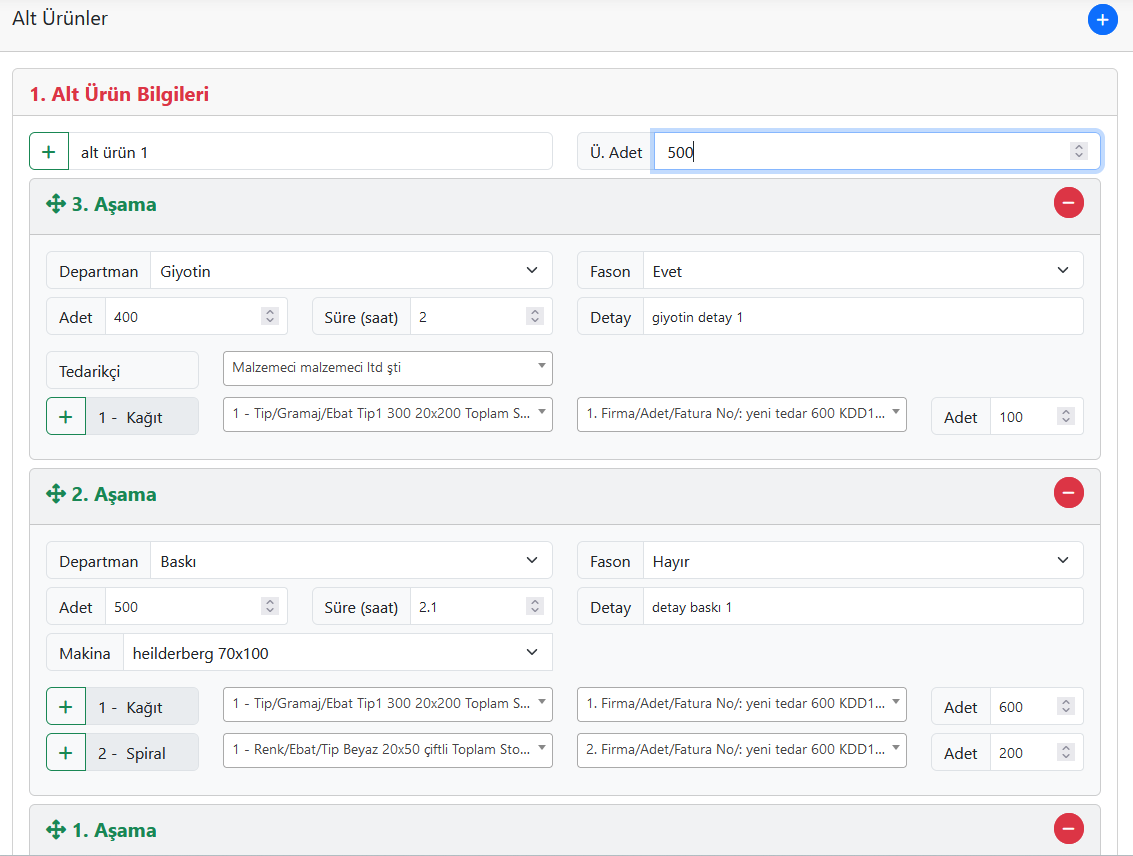 Alt Ürünler
1. Alt Ürün Bilgileri
alt ürün 1
Ü. Adet 500
3. Aşama
Departman Giyotin
Fason Evet
Adet 400
Süre (saat) 2
Detay giyotin detay 1
Tedarikçi
Malzemeci malzemeci ltd şti
1 - Kağıt
1 - Tip/Gramaj/Ebat Tip1 300 20x200 Toplam S...
1. Firma/Adet/Fatura No/: yeni tedar 600 KDD1...
Adet 100
2. Aşama
Departman Baskı
Fason Hayır
Adet 500
Süre (saat) 2.1
Detay detay baskı 1
Makina heilderberg 70x100
1 - Kağıt
1 - Tip/Gramaj/Ebat Tip1 300 20x200 Toplam S...
1. Firma/Adet/Fatura No/: yeni tedar 600 KDD1...
Adet 600
2 - Spiral
1 - Renk/Ebat/Tip Beyaz 20x50 çiftli Toplam Sto...
2. Firma/Adet/Fatura No/: yeni tedar 600 KDD1...
Adet 200
1. Aşama